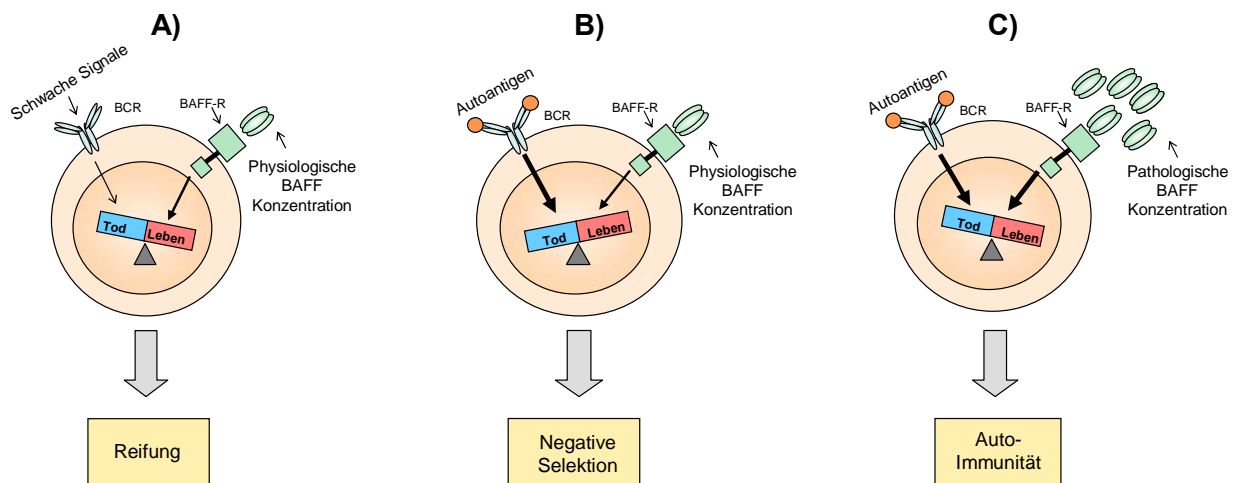 A)
Schwache Signale
BCR
BAFF-R
Physiologische
BAFF
Konzentration
Tod
Leben
Reifung
B)
Autoantigen
BCR
BAFF-R
Physiologische
BAFF
Konzentration
Tod
Leben
Negative
Selektion
C)
Autoantigen
BCR
BAFF-R
Pathologische
BAFF
Konzentration
Tod
Leben
Auto-
Immunität